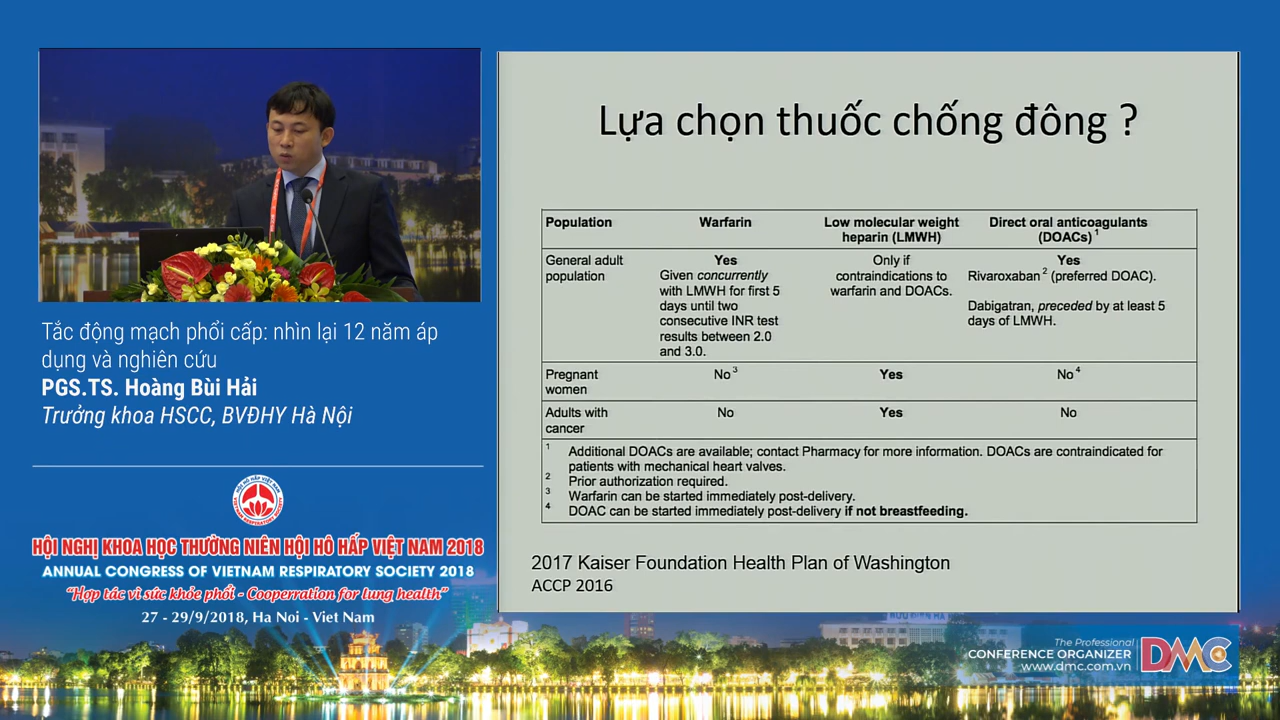 Tắc động mạch phổi cấp: nhìn lại 12 năm áp
dụng và nghiên cứu
PGS.TS. Hoàng Bùi Hải
Trưởng khoa HSCC, BVĐHY Hà Nội
HỘI HÔ HẤP VIỆT NAM
VIETNAM RESPIRATORY SOCIETY
HỘI NGHỊ KHOA HỌC THƯỜNG NIÊN HỘI HÔ HẤP VIỆT NAM 2018
ANNUAL CONGRESS OF VIETNAM RESPIRATORY SOCIETY 2018
"Hợp tác vì sức khỏe phổi - Cooperration for lung health"
27 - 29/9/2018, Ha Noi - Viet Nam
Lựa chọn thuốc chống đông ?
Population Warfarin Low molecular weight heparin (LMWH) Direct oral anticoagulants (DOACs) 1
General adult population
Yes
Given concurrently
with LMWH for first 5
days until two
consecutive INR test
results between 2.0
and 3.0.
Only if
contraindications to
warfarin and DOACs.
Yes
Rivaroxaban 2 (preferred DOAC).
Dabigatran, preceded by at least 5
days of LMWH.
Pregnant women No 3 Yes No 4
Adults with cancer No Yes No
1 Additional DOACs are available; contact Pharmacy for more information. DOACs are contraindicated for
patients with mechanical heart valves.
2 Prior authorization required.
3 Warfarin can be started immediately post-delivery.
4 DOAC can be started immediately post-delivery if not breastfeeding.
2017 Kaiser Foundation Health Plan of Washington
ACCP 2016
The Professional
CONFERENCE ORGANIZER
www.dmc.com.vn
DMC